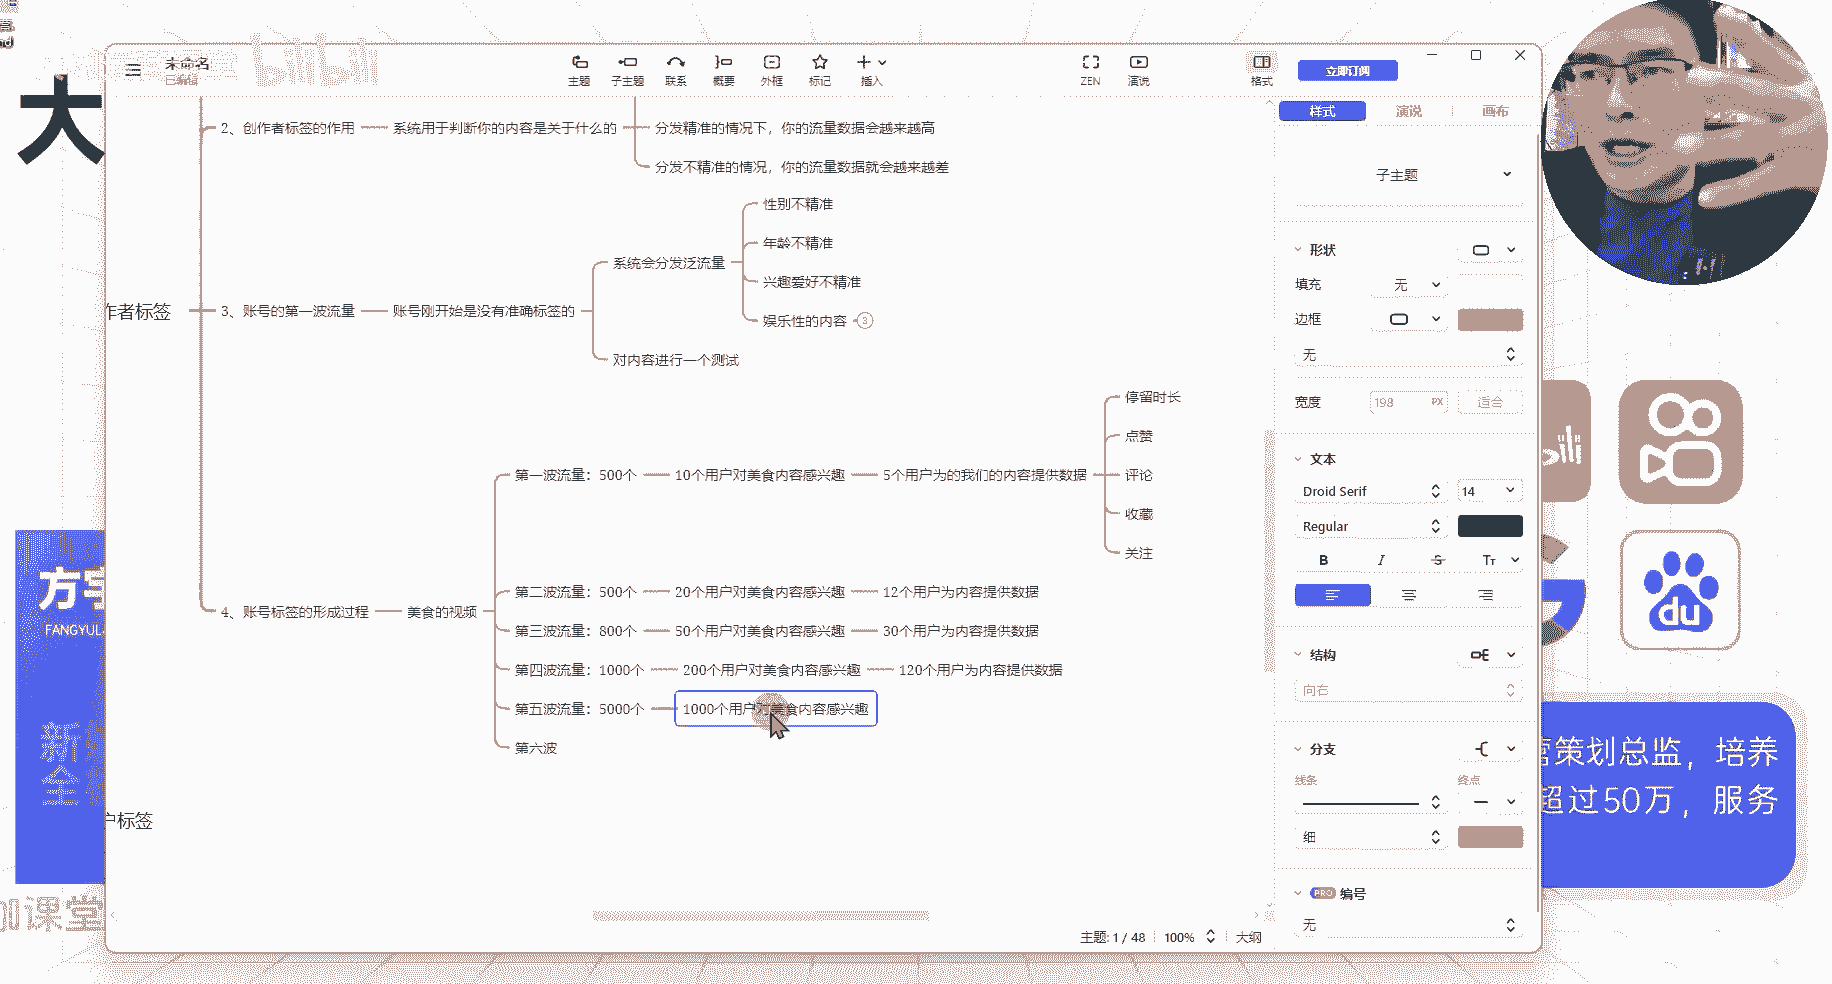 大
未命名
已编辑
bilibili
主题
子主题
联系
概要
外框
标记
插入
ZEN
演说
格式
立即订阅
样式
演说
画布
2、创作者标签的作用
系统用于判断你的内容是关于什么的
分发精准的情况下，你的流量数据会越来越高
分发不精准的情况，你的流量数据就会越来越差
性别不精准
年龄不精准
兴趣爱好不精准
娱乐性的内容
3
系统会分发泛流量
作者标签
3、账号的第一波流量
账号刚开始是没有准确标签的
对内容进行一个测试
停留时长
点赞
第一波流量：500个
10个用户对美食内容感兴趣
5个用户为的我们的内容提供数据
评论
收藏
关注
第二波流量：500个
20个用户对美食内容感兴趣
12个用户为内容提供数据
4、账号标签的形成过程
美食的视频
第三波流量：800个
50个用户对美食内容感兴趣
30个用户为内容提供数据
第四波流量：1000个
200个用户对美食内容感兴趣
120个用户为内容提供数据
第五波流量：5000个
1000个用户对美食内容感兴趣
第六波
户标签
主题: 1 / 48
100%
大纲
子主题
形状
填充
无
边框
无
宽度
198
PX
适合
文本
Droid Serif
14
Regular
B
I
S
Tт
结构
向右
分支
线条
终点
细
PRO
编号
无
方宇
FANGYUL
新
全
加课堂
du
营策划总监，培养
超过50万，服务